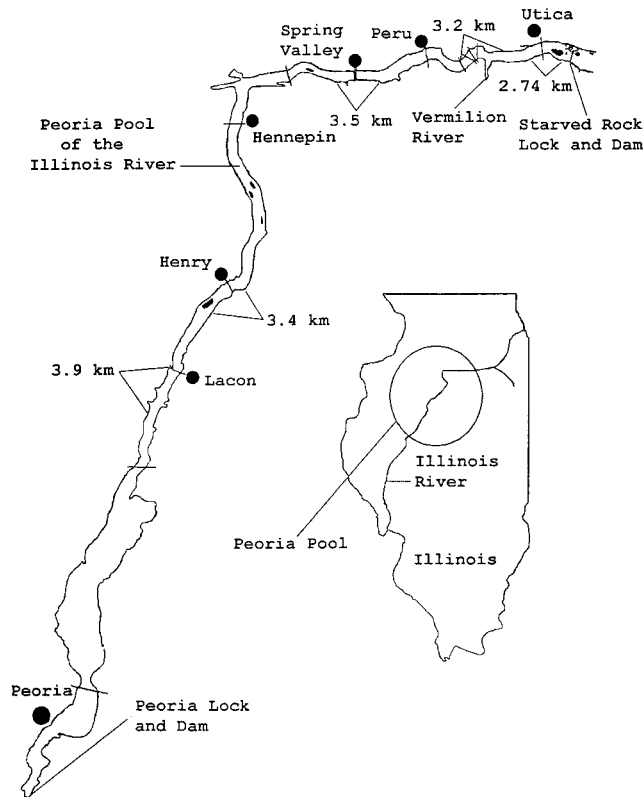 Utica
3.2 km
Spring
Valley
Peru
2.74 km
3.5 km
Vermilion
River
Starved Rock
Lock and Dam
Peoria Pool
of the
Illinois River
Hennepin
Henry
3.4 km
3.9 km
Lacon
Illinois
River
Peoria Pool
Illinois
Peoria
Peoria Lock
and Dam